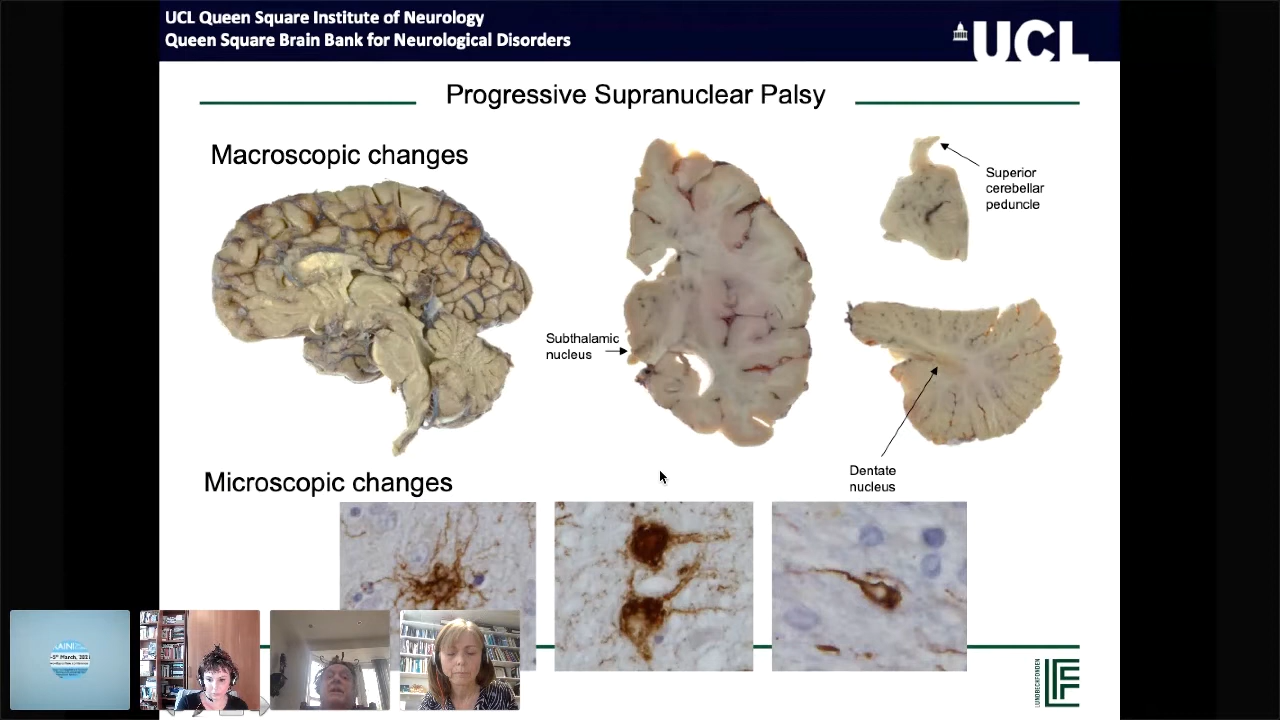 UCL Queen Square Institute of Neurology
Queen Square Brain Bank for Neurological Disorders
UCL
Progressive Supranuclear Palsy
Macroscopic changes
Superior
cerebellar
peduncle
Subthalamic
nucleus
Dentate
nucleus
Microscopic changes
LUNDBECKFONDEN